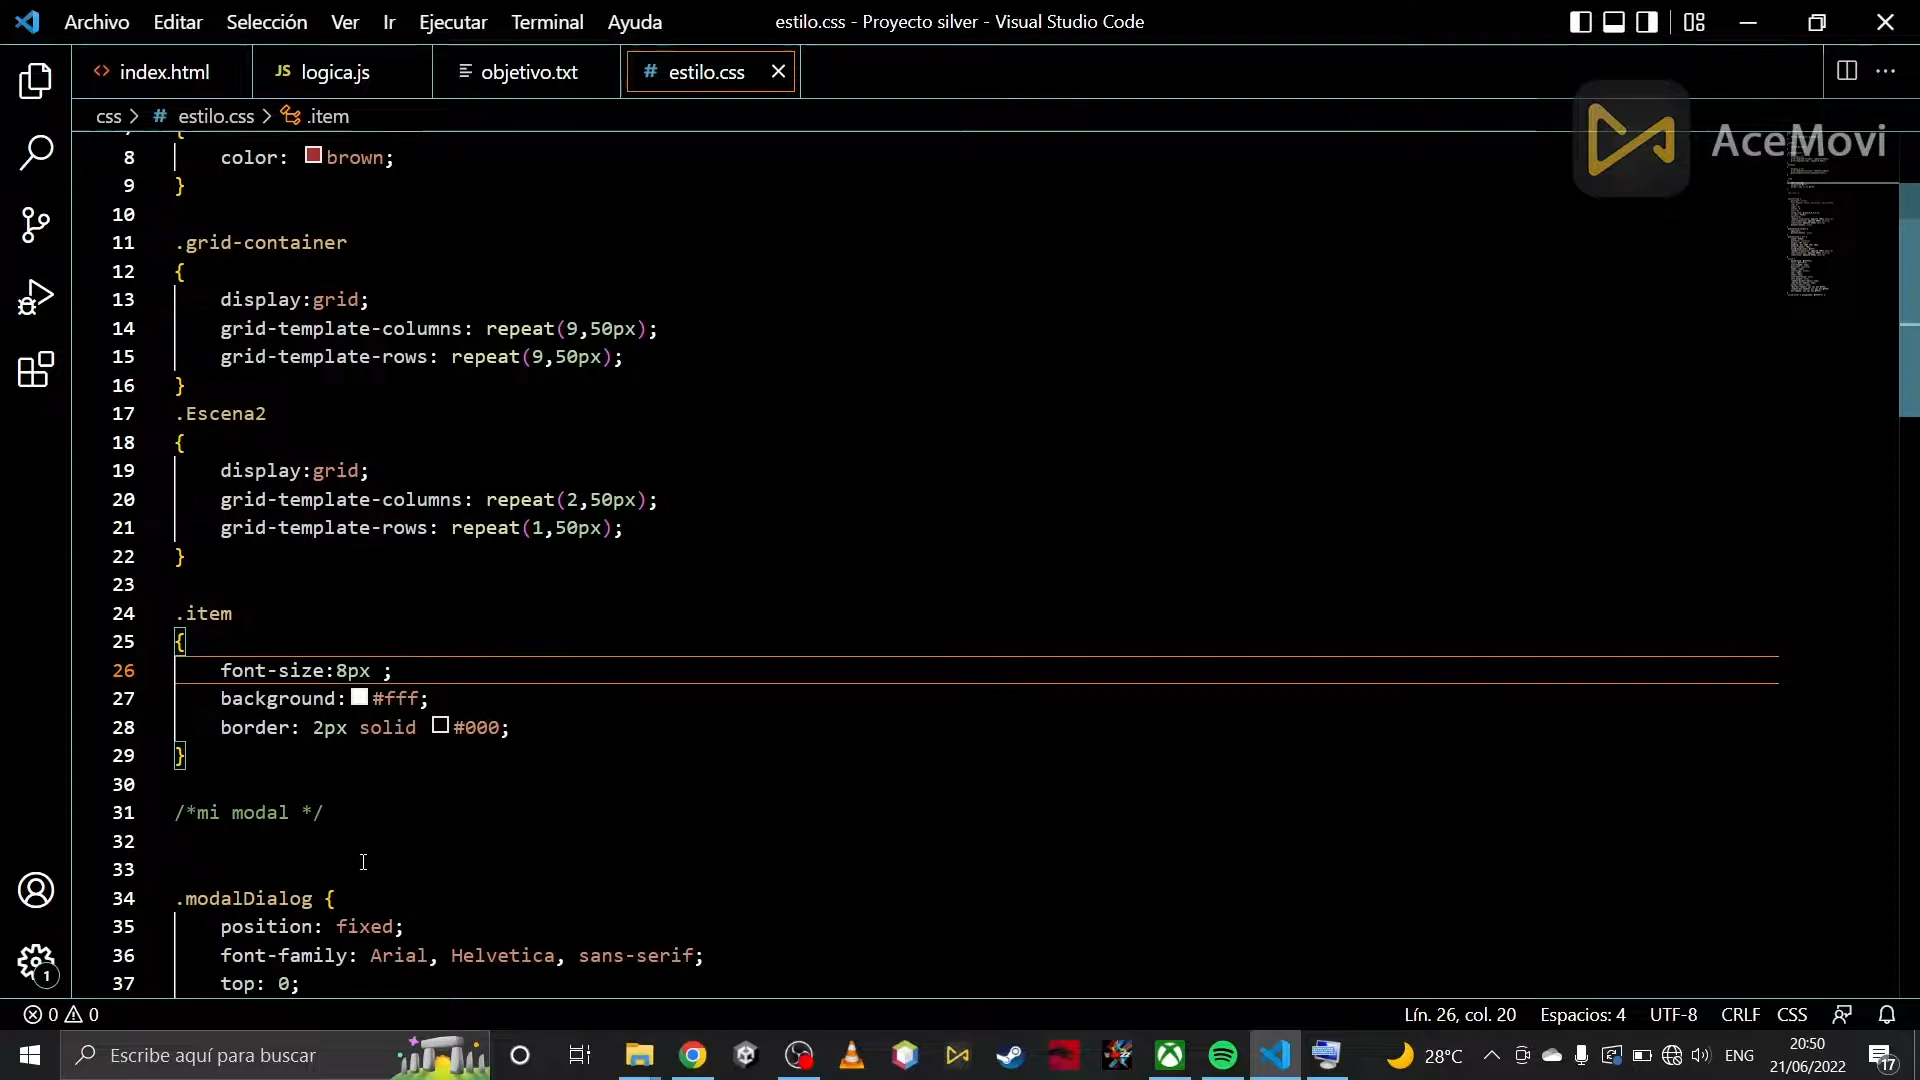 Archivo Editar Selección Ver Ir Ejecutar Terminal Ayuda estilo.css - Proyecto silver - Visual Studio Code
index.html JS logica.js objetivo.txt # estilo.css
css > # estilo.css > .item
AceMovi
8 color: brown;
9 }
10
11 .grid-container
12 {
13 display:grid;
14 grid-template-columns: repeat(9,50px);
15 grid-template-rows: repeat(9,50px);
16 }
17 .Escena2
18 {
19 display:grid;
20 grid-template-columns: repeat(2,50px);
21 grid-template-rows: repeat(1,50px);
22 }
23
24 .item
25 {
26 font-size:8px ;
27 background: #fff;
28 border: 2px solid #000;
29 }
30
31 /*mi modal */
32
33
34 .modalDialog {
35 position: fixed;
36 font-family: Arial, Helvetica, sans-serif;
37 top: 0;
1
0 0 Lín. 26, col. 20 Espacios: 4 UTF-8 CRLF CSS
Escribe aquí para buscar 28°C ENG 20:50
21/06/2022 17